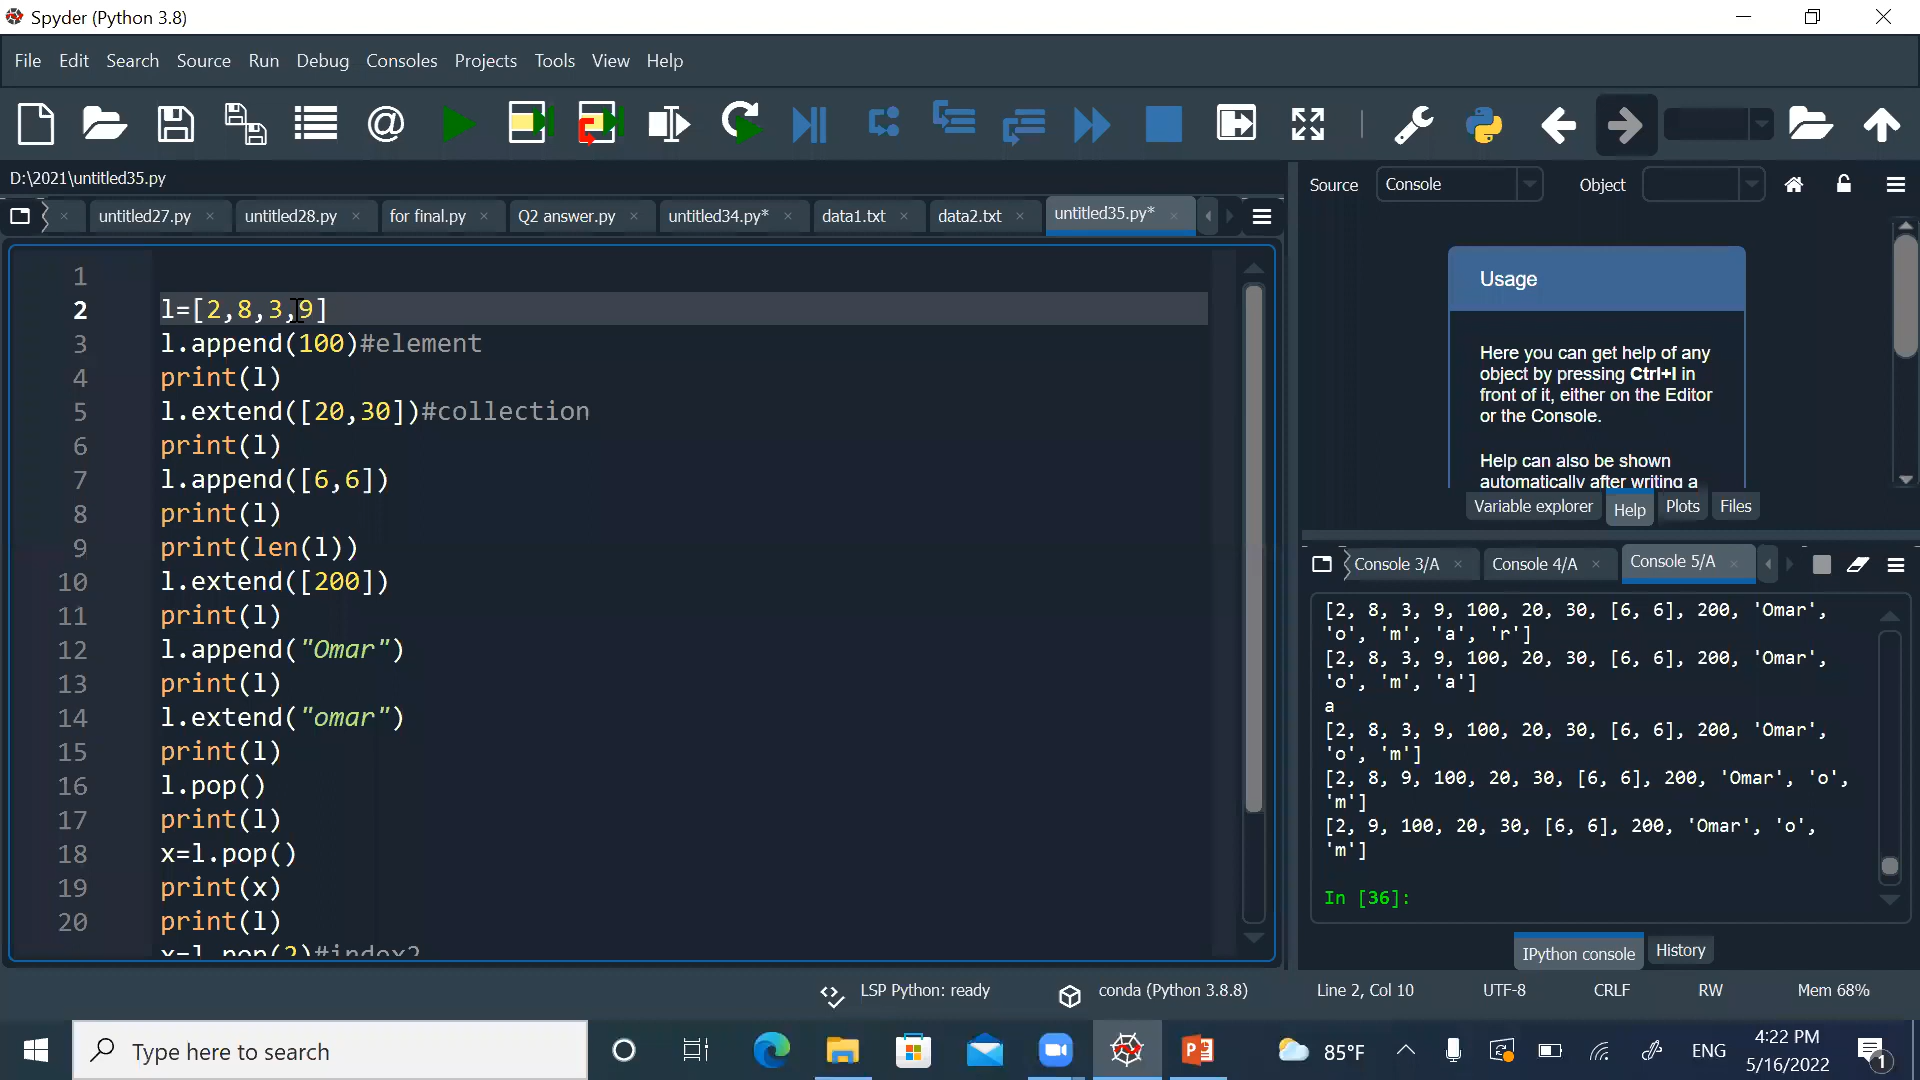 Spyder (Python 3.8)
File Edit Search Source Run Debug Consoles Projects Tools View Help
D:\2021\untitled35.py
untitled27.py untitled28.py for final.py Q2 answer.py untitled34.py* data1.txt data2.txt untitled35.py*
1
2 l=[2,8,3,9]
3 l.append(100)#element
4 print(l)
5 l.extend([20,30])#collection
6 print(l)
7 l.append([6,6])
8 print(l)
9 print(len(l))
10 l.extend([200])
11 print(l)
12 l.append("Omar")
13 print(l)
14 l.extend("omar")
15 print(l)
16 l.pop()
17 print(l)
18 x=l.pop()
19 print(x)
20 print(l)
x=l.pop(2)#index2
Source Console Object
Usage
Here you can get help of any
object by pressing Ctrl+I in
front of it, either on the Editor
or the Console.
Help can also be shown
automatically after writing a
Variable explorer Help Plots Files
Console 3/A Console 4/A Console 5/A
[2, 8, 3, 9, 100, 20, 30, [6, 6], 200, 'Omar',
'o', 'm', 'a', 'r']
[2, 8, 3, 9, 100, 20, 30, [6, 6], 200, 'Omar',
'o', 'm', 'a']
a
[2, 8, 3, 9, 100, 20, 30, [6, 6], 200, 'Omar',
'o', 'm']
[2, 8, 9, 100, 20, 30, [6, 6], 200, 'Omar', 'o',
'm']
[2, 9, 100, 20, 30, [6, 6], 200, 'Omar', 'o',
'm']
In [36]:
IPython console History
LSP Python: ready conda (Python 3.8.8) Line 2, Col 10 UTF-8 CRLF RW Mem 68%
Type here to search
85°F
ENG
4:22 PM
5/16/2022
1